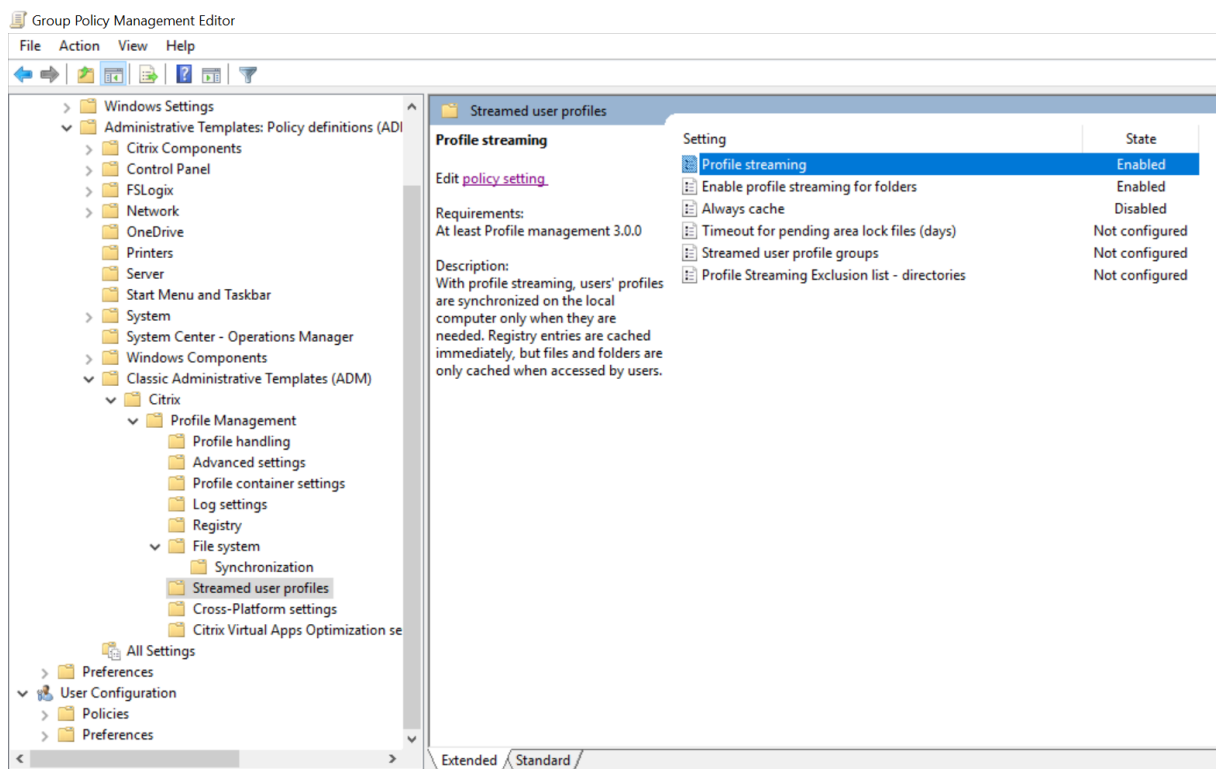 Group Policy Management Editor
File Action View Help
Windows Settings
Administrative Templates: Policy definitions (ADI
Citrix Components
Control Panel
FSLogix
Network
OneDrive
Printers
Server
Start Menu and Taskbar
System
System Center - Operations Manager
Windows Components
Classic Administrative Templates (ADM)
Citrix
Profile Management
Profile handling
Advanced settings
Profile container settings
Log settings
Registry
File system
Synchronization
Streamed user profiles
Cross-Platform settings
Citrix Virtual Apps Optimization se
All Settings
Preferences
User Configuration
Policies
Preferences
Streamed user profiles
Profile streaming
Edit policy setting
Requirements:
At least Profile management 3.0.0
Description:
With profile streaming, users' profiles
are synchronized on the local
computer only when they are
needed. Registry entries are cached
immediately, but files and folders are
only cached when accessed by users.
Setting State
Profile streaming Enabled
Enable profile streaming for folders Enabled
Always cache Disabled
Timeout for pending area lock files (days) Not configured
Streamed user profile groups Not configured
Profile Streaming Exclusion list - directories Not configured
Extended Standard